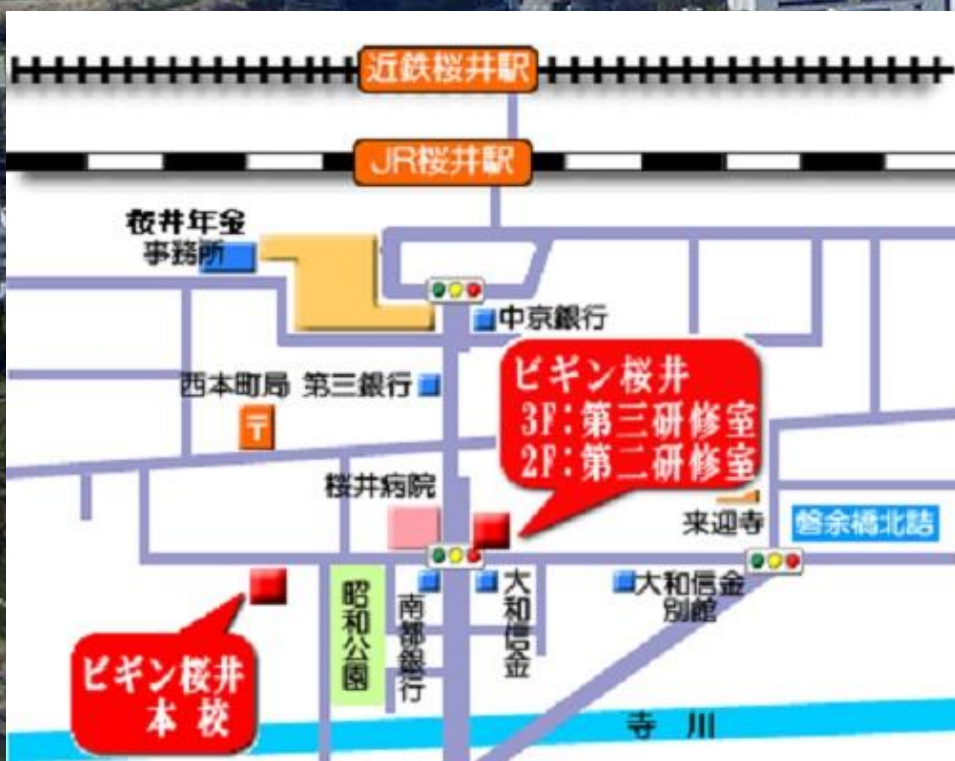 近鉄桜井駅
JR桜井駅
桜井年金
事務所
中京銀行
西本町局
第三銀行
〒
ビギン桜井
3F:第三研修室
2F:第二研修室
桜井病院
来迎寺
磐余橋北詰
昭和公園
南都銀行
大和信金
大和信金
別館
ビギン桜井
本校
寺川